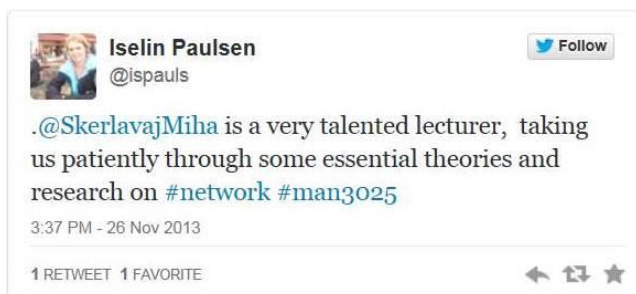 Iselin Paulsen
Follow
@ispauls
.@SkerlavajMiha is a very talented lecturer, taking
us patiently through some essential theories and
research on #network #man3025
3:37 PM - 26 Nov 2013
1 RETWEET 1 FAVORITE